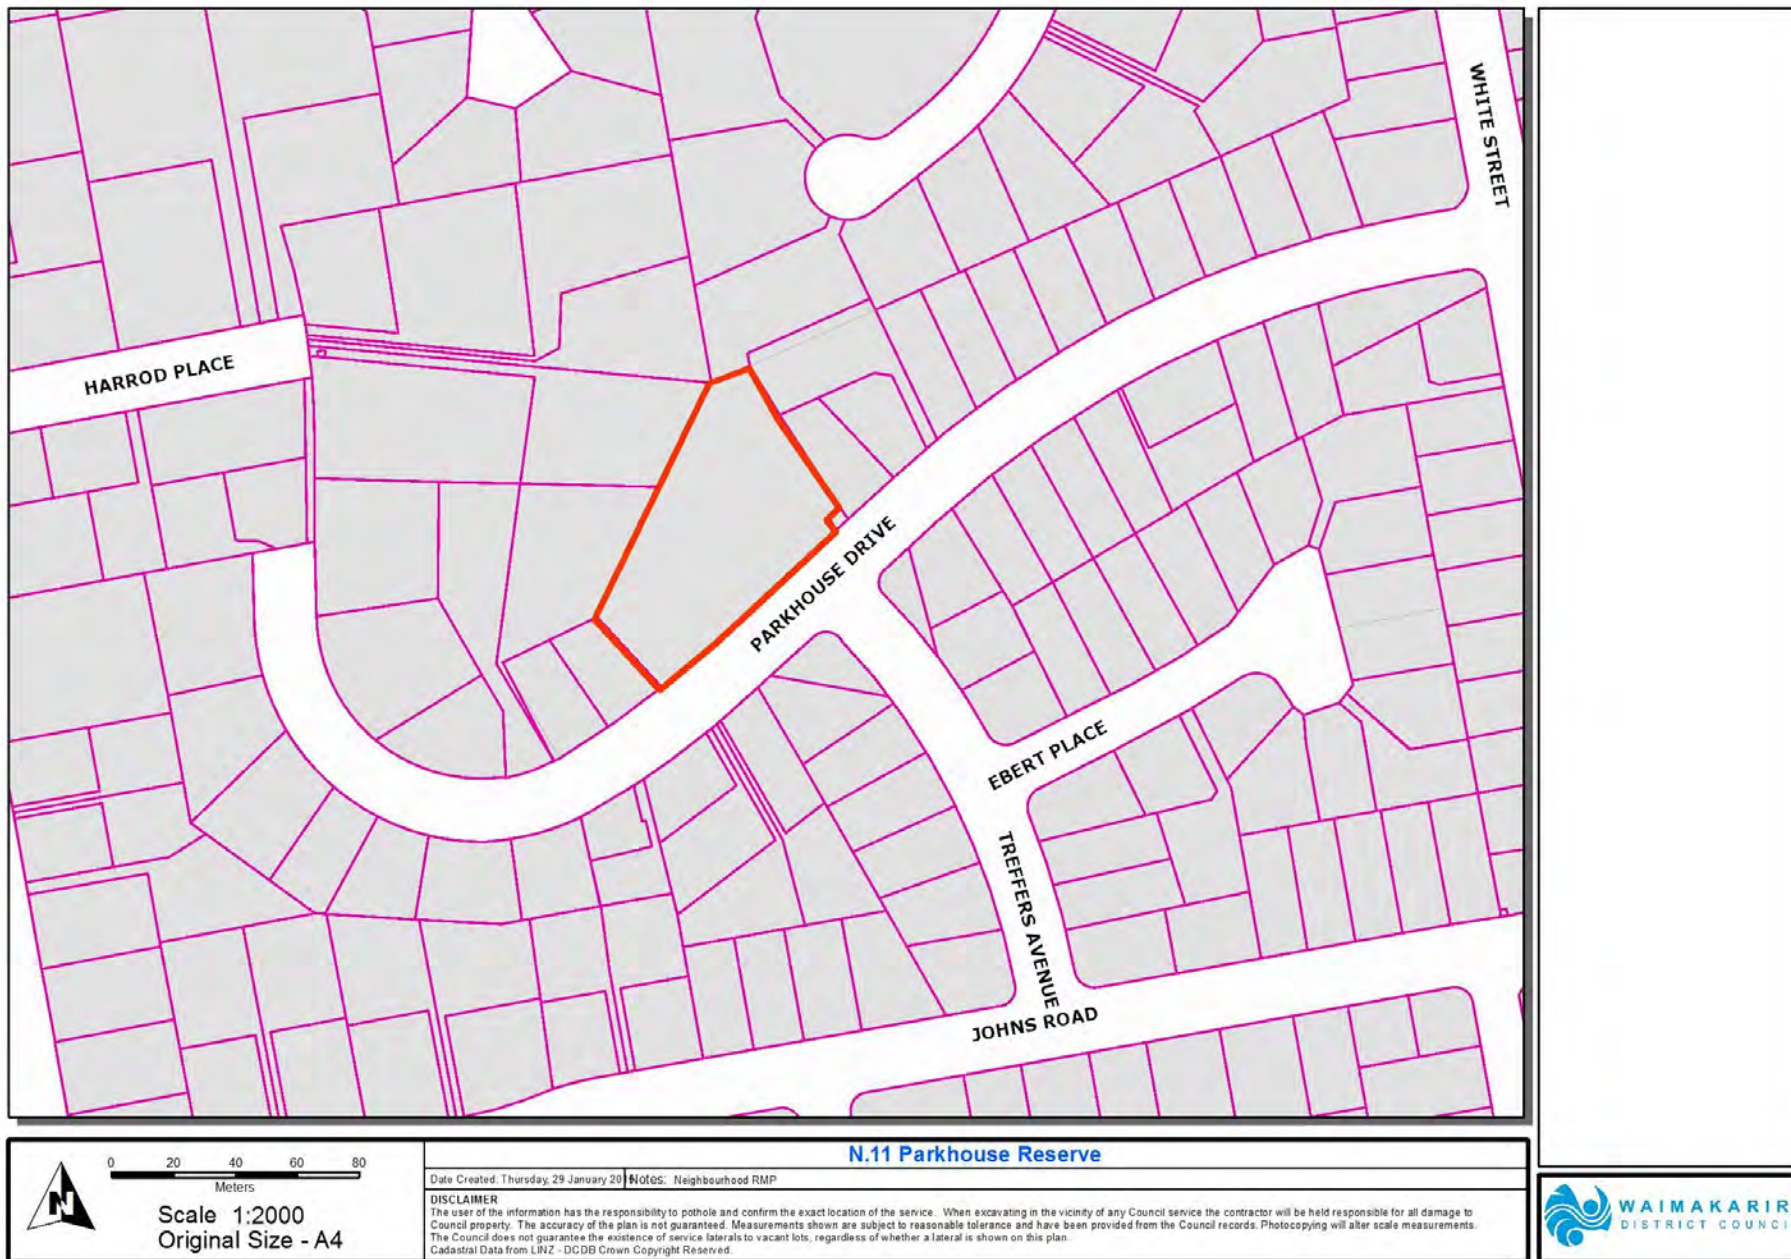 WHITE STREET
HARROD PLACE
PARKHOUSE DRIVE
EBERT PLACE
TREFFERS AVENUE
JOHNS ROAD
N
0 20 40 60 80
Meters
Scale 1:2000
Original Size - A4
N.11 Parkhouse Reserve
Date Created: Thursday, 29 January Notes: Neighbourhood RMP
DISCLAIMER
The user of the information has the responsibility to pothole and confirm the exact location of the service. When excavating in the vicinity of any Council service the contractor will be held responsible for all damage to
Council property. The accuracy of the plan is not guaranteed. Measurements shown are subject to reasonable tolerance and have been provided from the Council records. Photocopying will alter scale measurements.
The Council does not guarantee the existence of service laterals to vacant lots, regardless of whether a lateral is shown on this plan.
Cadastral Data from LINZ - DCDB Crown Copyright Reserved.
WAIMAKARIR
DISTRICT COUNCI